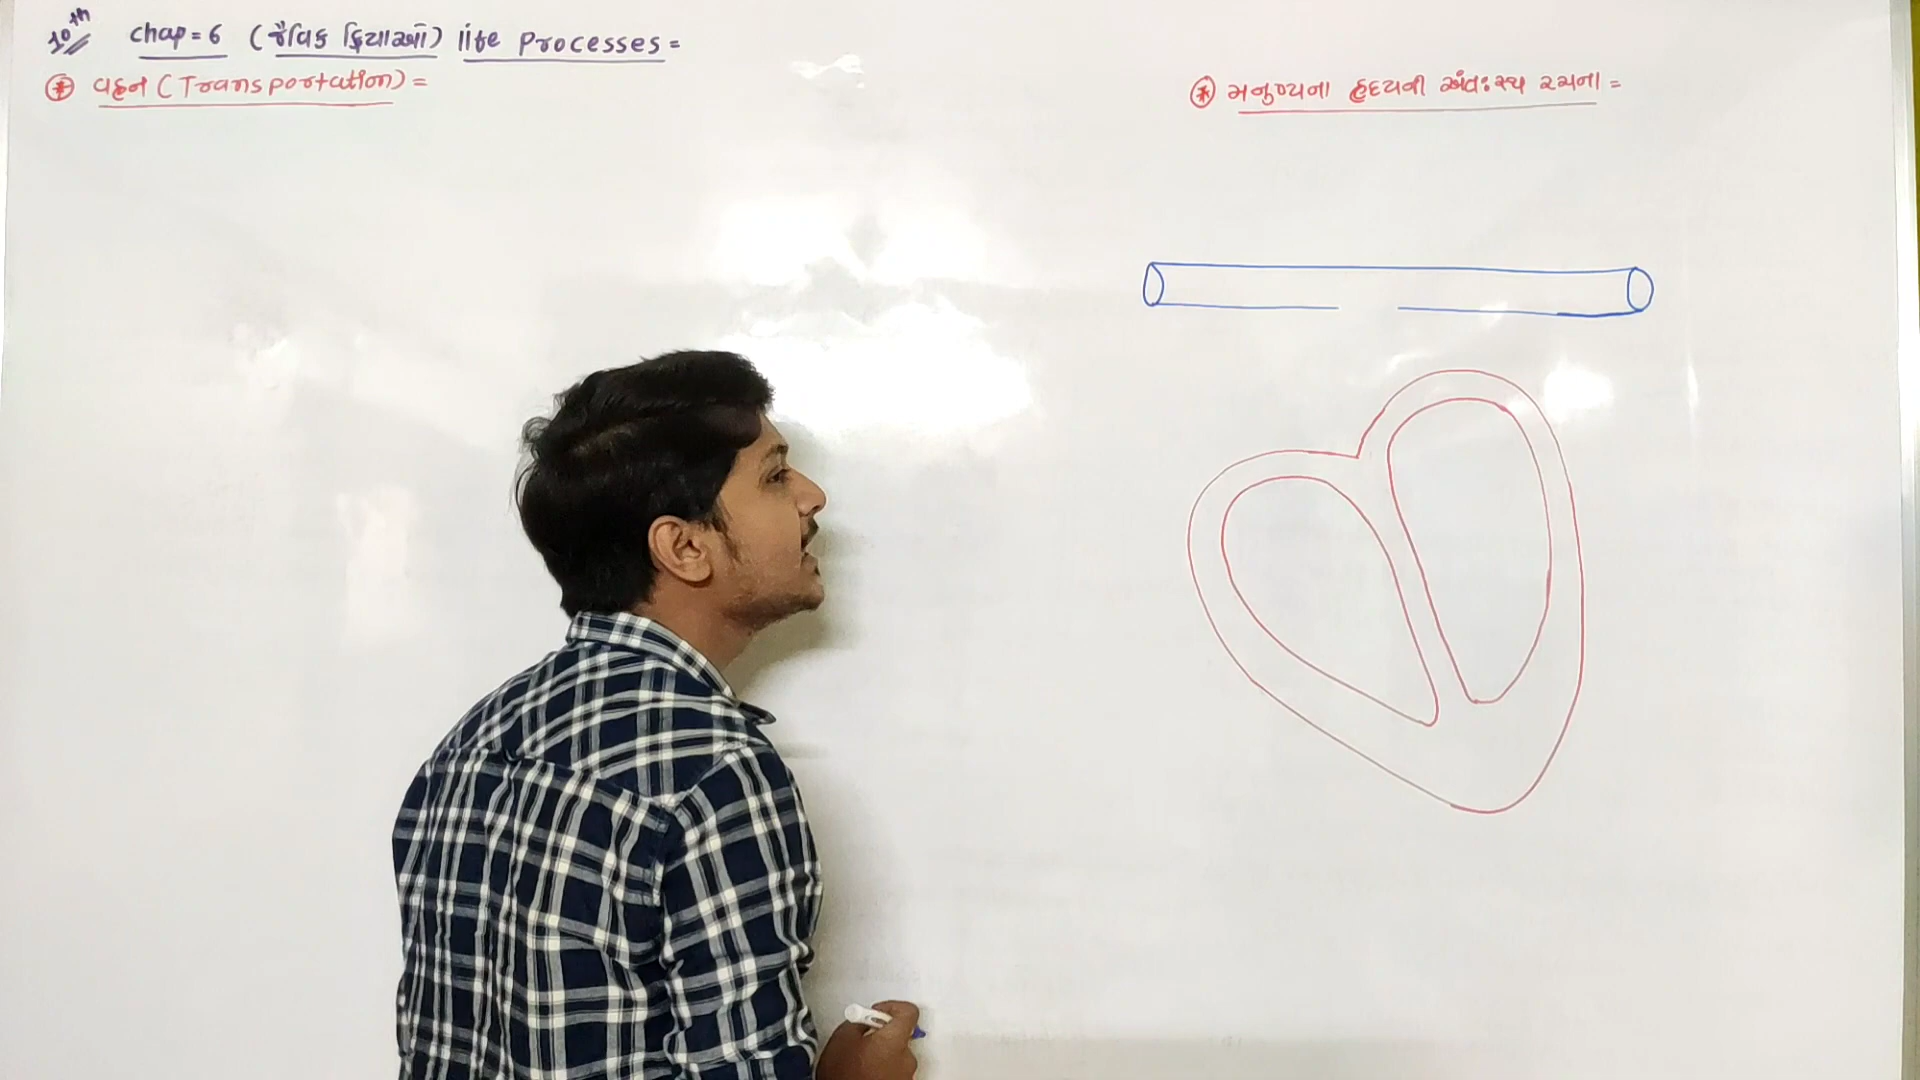 10th Chap = 6 (જૈવિક ક્રિયાઓ) life Processes =
* વહન (Transportation) =
* મનુષ્યના હૃદયની અંતઃસ્થ રચના =